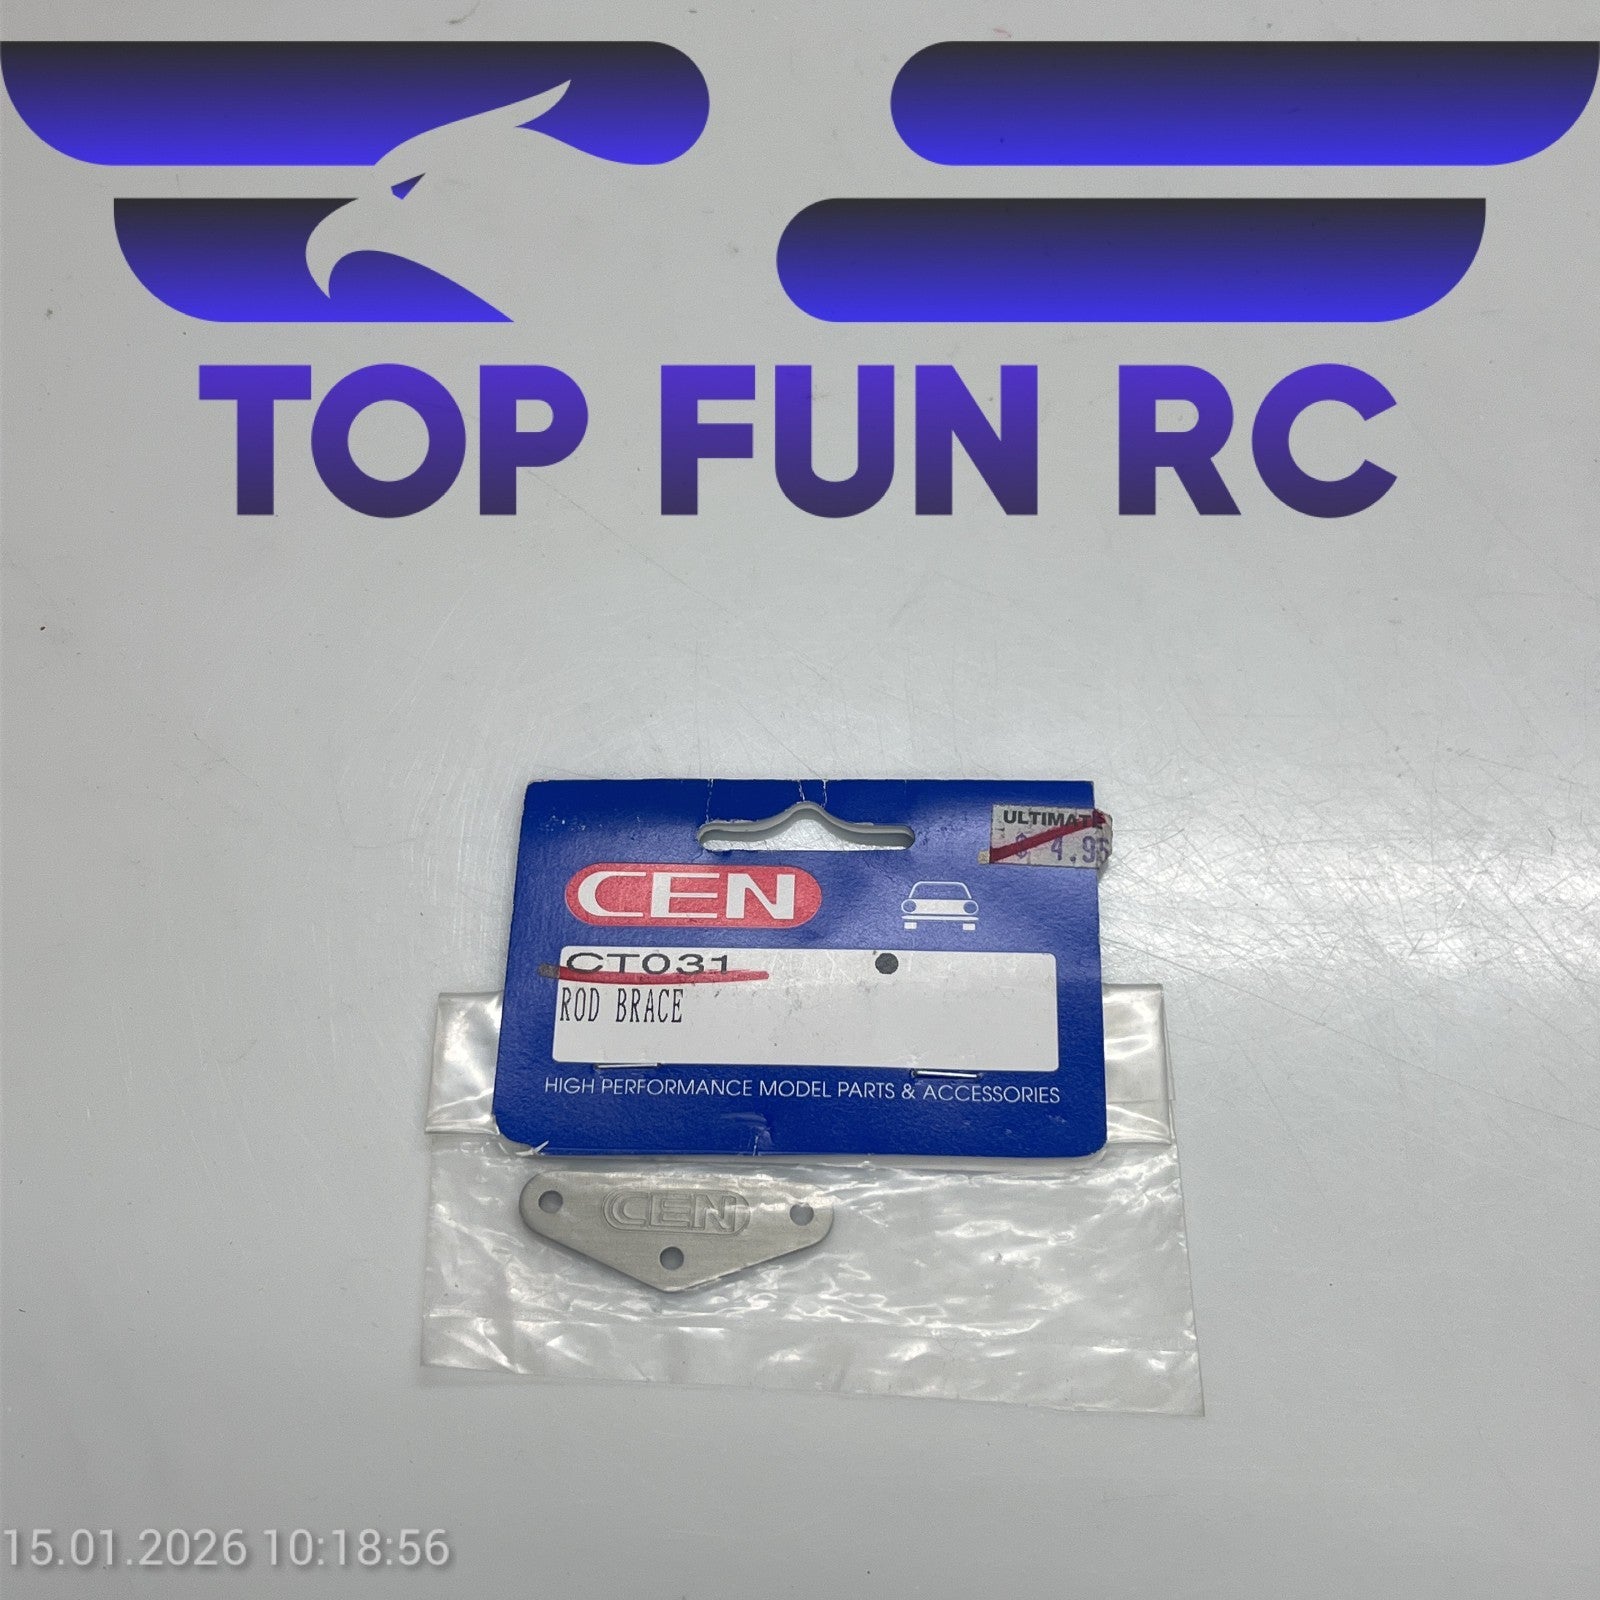 TOP FUN RC
ULTIMATE
$ 4.95
CEN
CT031
ROD BRACE
HIGH PERFORMANCE MODEL PARTS & ACCESSORIES
CEN
15.01.2026 10:18:56